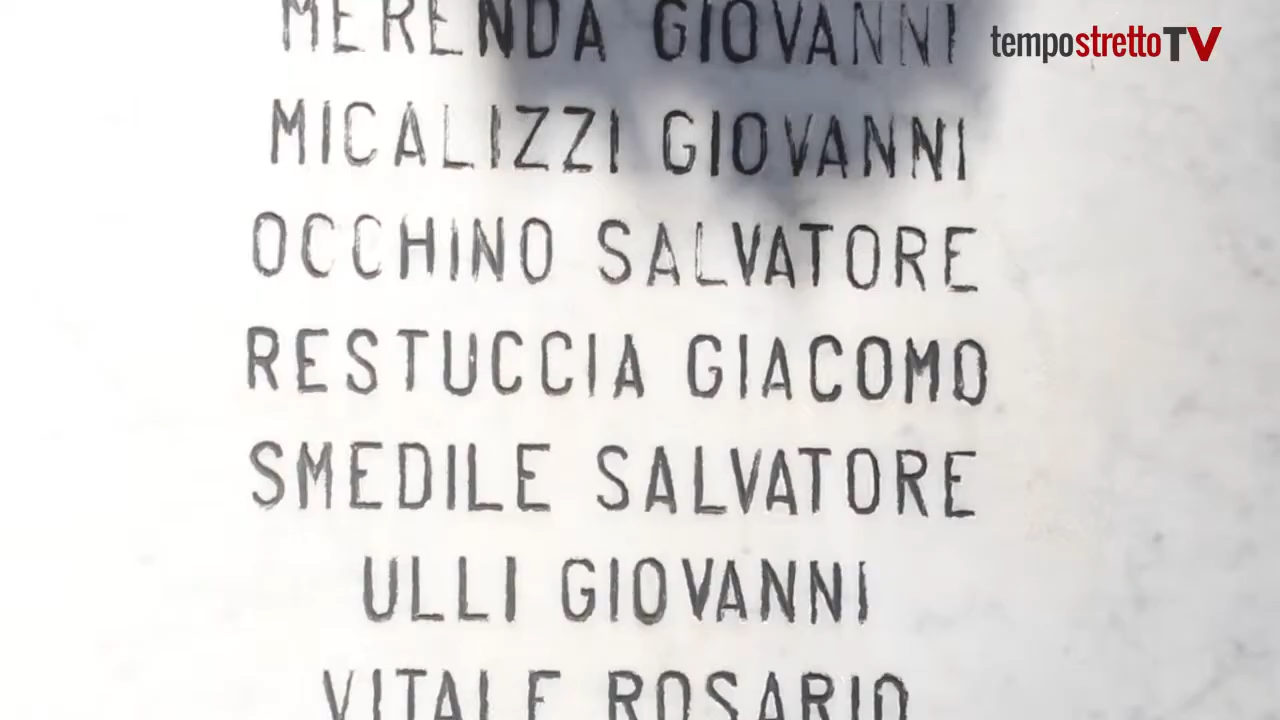 MERENDA GIOVANNI
tempostrettoTV
MICALIZZI GIOVANNI
OCCHINO SALVATORE
RESTUCCIA GIACOMO
SMEDILE SALVATORE
ULLI GIOVANNI
VITALE ROSARIO